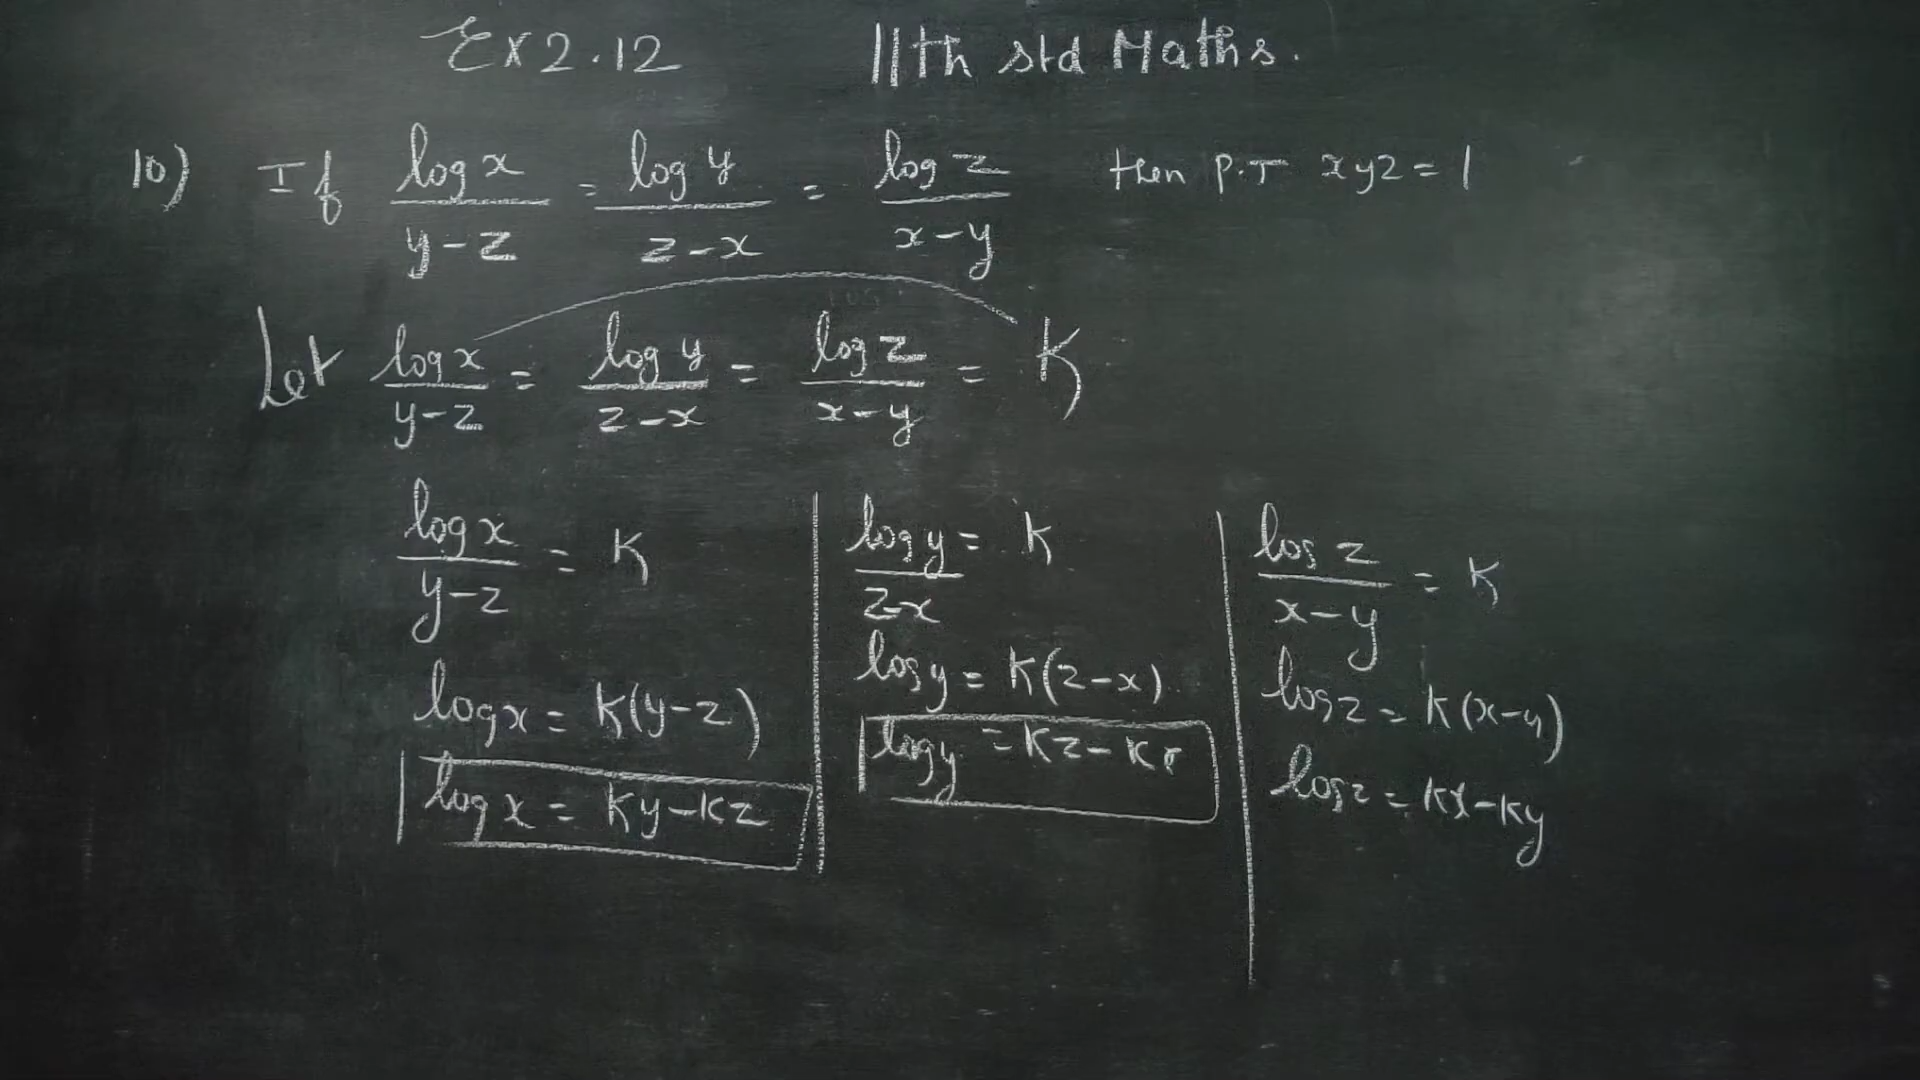 Ex 2.12 11th std Maths.
10) If log x / y-z = log y / z-x = log z / x-y then P.T xyz = 1
Let log x / y-z = log y / z-x = log z / x-y = K
log x / y-z = K
log x = K(y-z)
log x = Ky-Kz
log y / z-x = K
log y = K(z-x)
log y = Kz-Kx
log z / x-y = K
log z = K(x-y)
log z = Kx-Ky